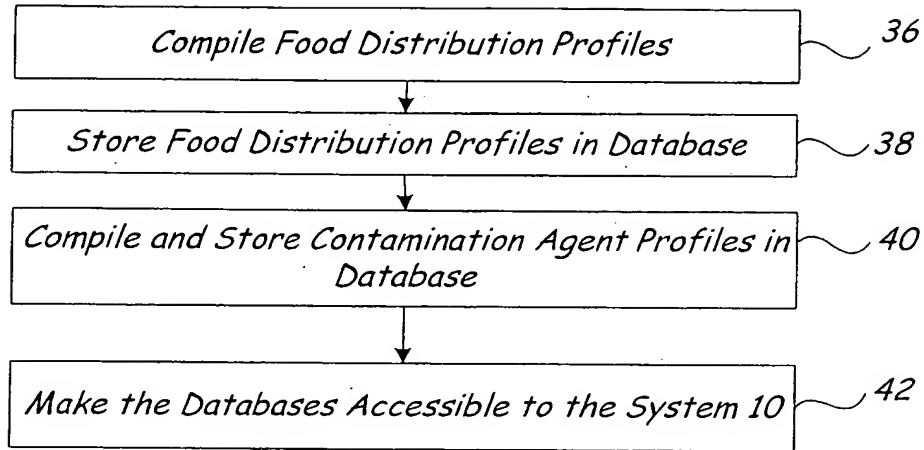 Compile Food Distribution Profiles
36
Store Food Distribution Profiles in Database
38
Compile and Store Contamination Agent Profiles in
Database
40
Make the Databases Accessible to the System 10
42